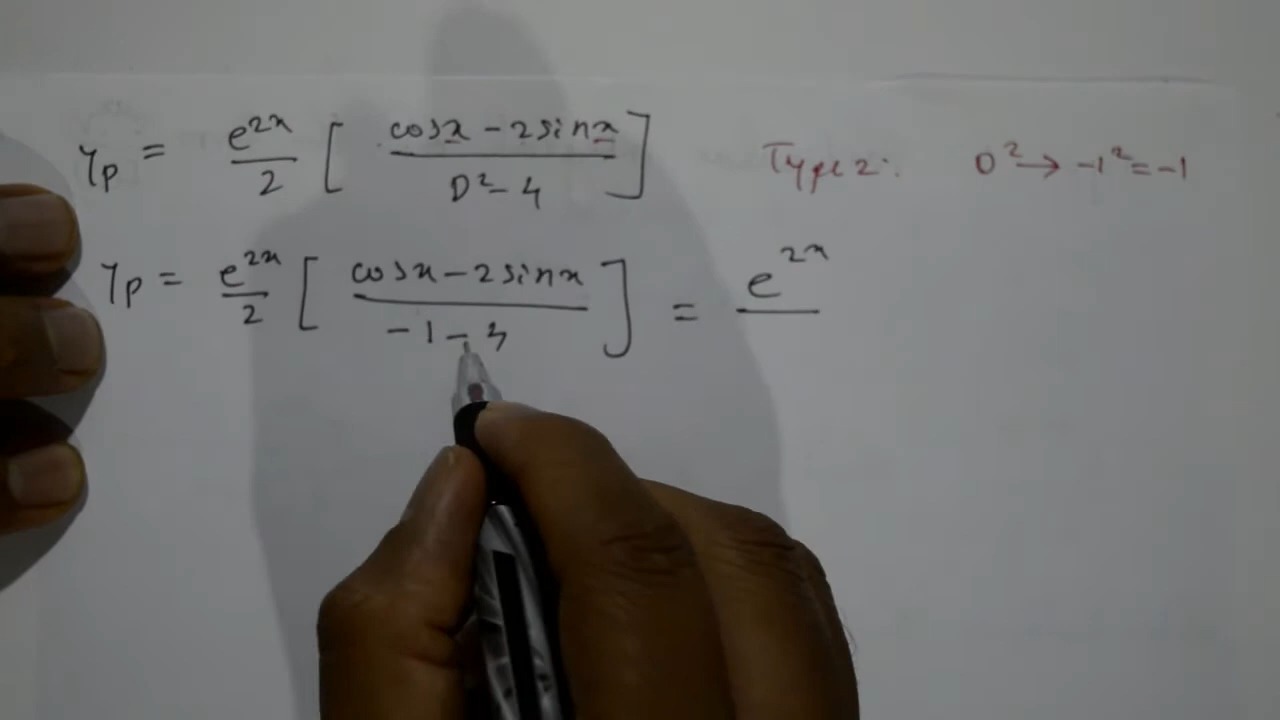 yp = e^2x/2 [ cosx - 2sinx / D² - 4 ] Type 2: D² → -1² = -1
yp = e^2x/2 [ cosx - 2sinx / -1 - 4 ] = e^2x